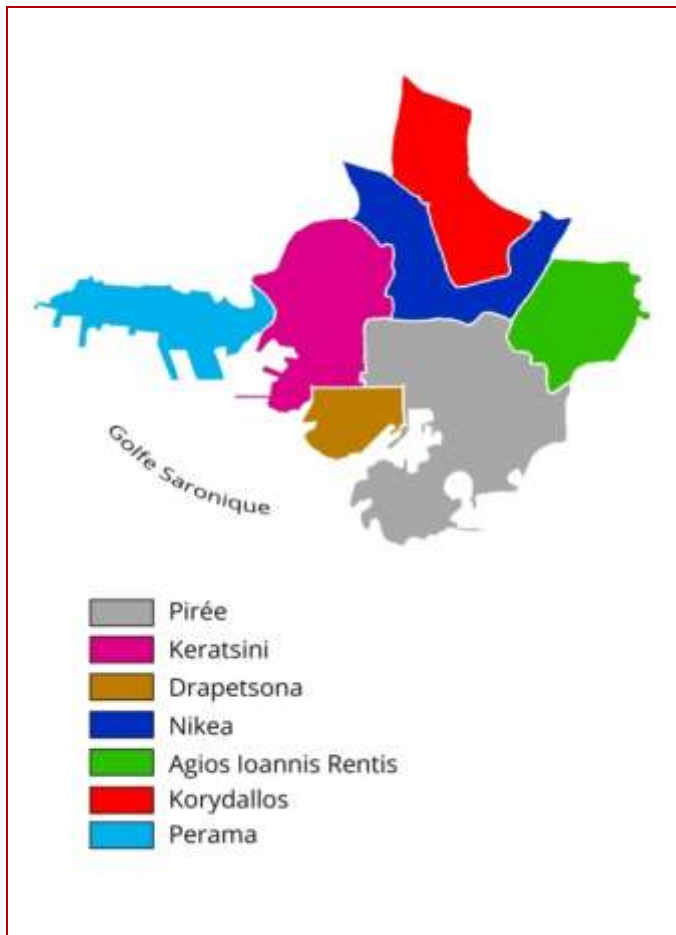 Golfe Saronique
Pirée
Keratsini
Drapetsona
Nikea
Agios Ioannis Rentis
Korydallos
Perama